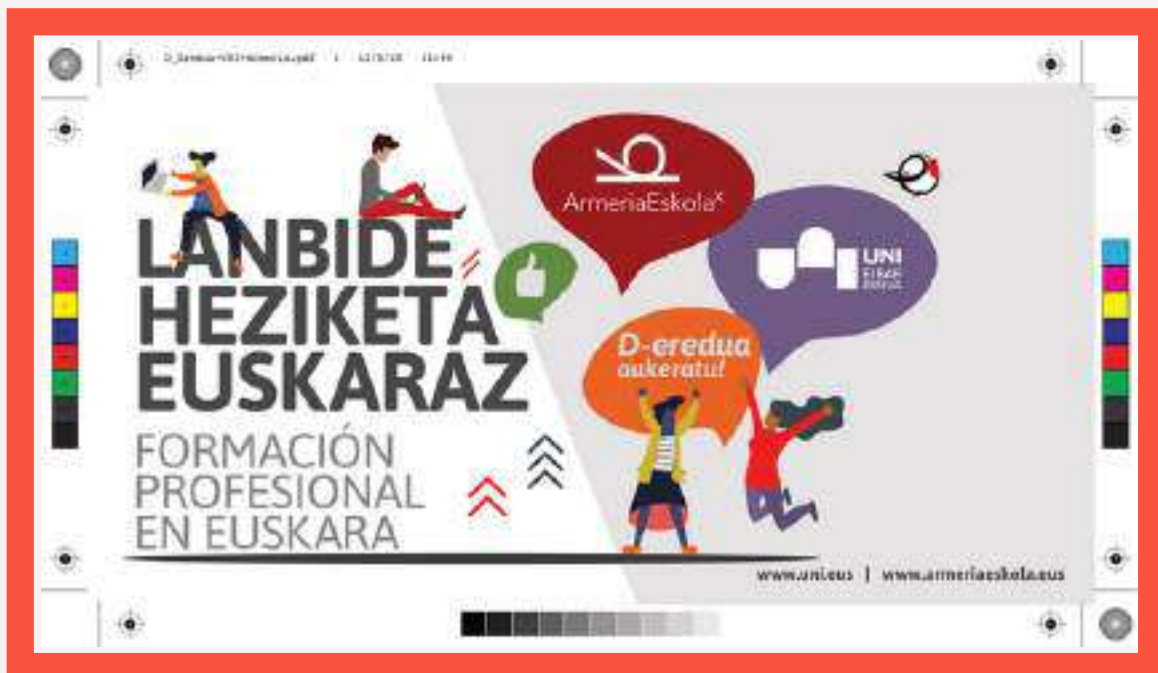 LANBIDE
HEZIKETA
EUSKARAZ
FORMACIÓN
PROFESIONAL
EN EUSKARA
ArmeriaEskola
UNI
D-eredua
aukeratu!
www.uni.eus | www.armeriaeskola.eus